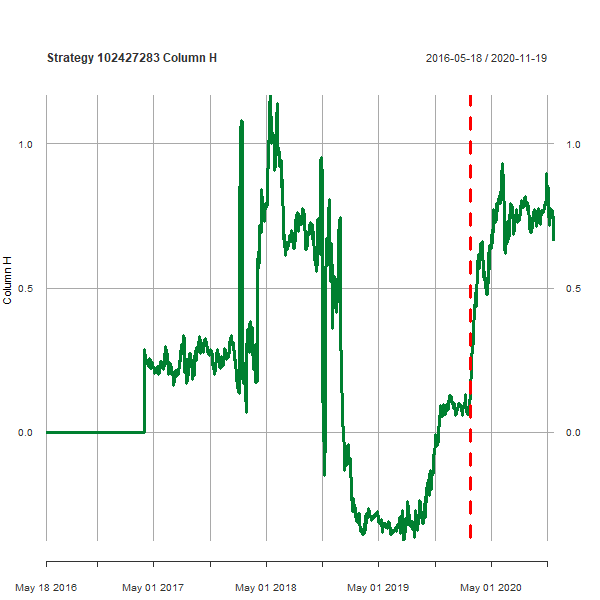 Strategy 102427283 Column H
2016-05-18 / 2020-11-19
1.0
1.0
Column H
0.5
0.5
0.0
0.0
May 18 2016
May 01 2017
May 01 2018
May 01 2019
May 01 2020